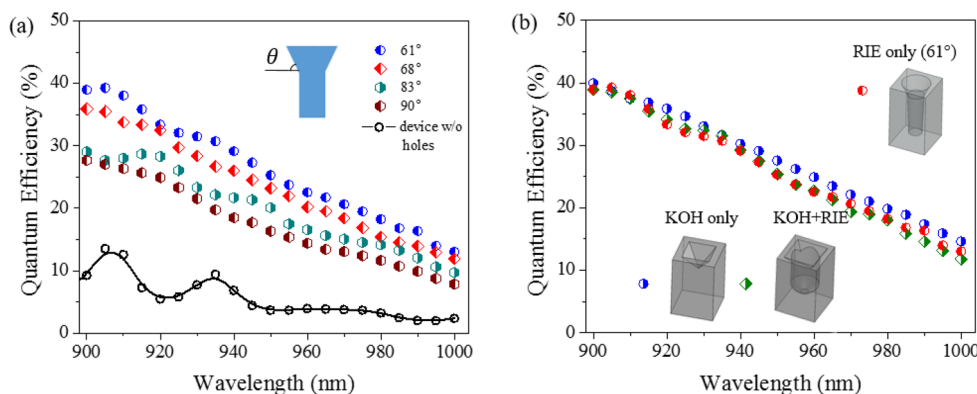 (a)
50
40
30
20
10
0
Quantum Efficiency (%)
θ
61°
68°
83°
90°
device w/o
holes
900
920
940
960
980
1000
Wavelength (nm)
(b)
50
40
30
20
10
0
Quantum Efficiency (%)
RIE only (61°)
KOH only
KOH+RIE
900
920
940
960
980
1000
Wavelength (nm)